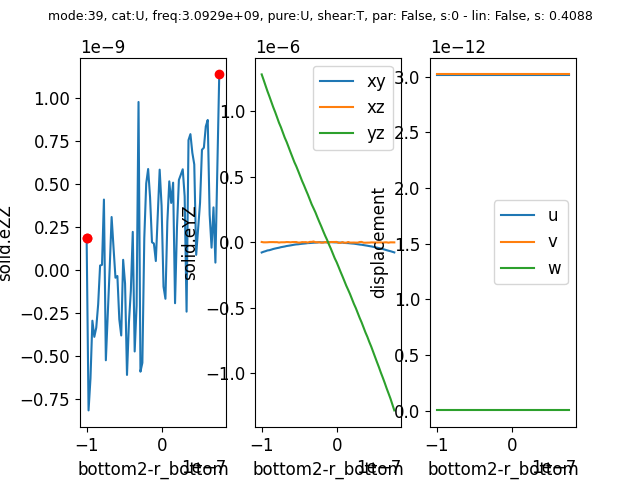 mode:39, cat:U, freq:3.0929e+09, pure:U, shear:T, par: False, s:0 - lin: False, s: 0.4088
1e−9
solid.eZZ
1.00
0.75
0.50
0.25
0.00
−0.25
−0.50
−0.75
−1
0
1e−7
bottom2-r_bottom
1e−6
solid.eYZ
1.0
0.5
0.0
−0.5
−1.0
xy
xz
yz
−1
0
1e−7
bottom2-r_bottom
1e−12
displacement
3.0
2.5
2.0
1.5
1.0
0.5
0.0
u
v
w
−1
0
1e−7
bottom2-r_bottom